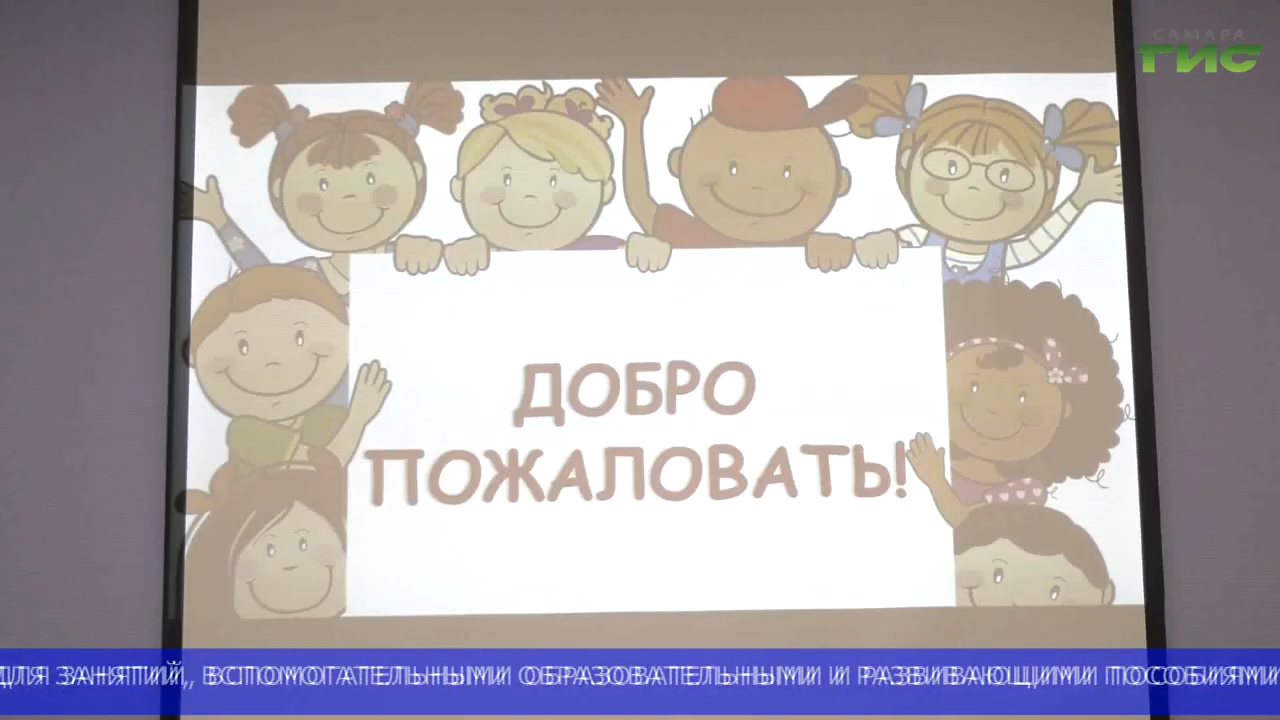 САМАРА
ГИС
ДОБРО
ПОЖАЛОВАТЬ!
ДЛЯ ЗАНЯТИЙ, ВСПОМОГАТЕЛЬНЫМИ ОБРАЗОВАТЕЛЬНЫМИ И РАЗВИВАЮЩИМИ ПОСОБИЯМИ